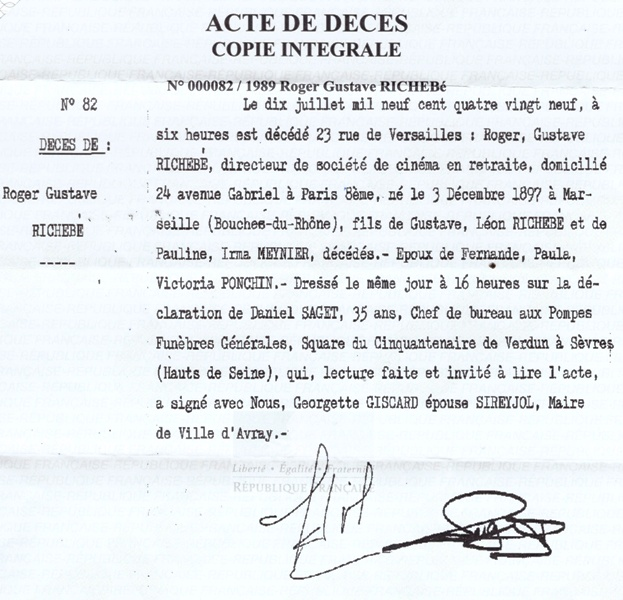 ACTE DE DECES
COPIE INTEGRALE
N° 000082 / 1989 Roger Gustave RICHEBé
N° 82
DECES DE :
Roger Gustave
RICHEBÉ
-----
Le dix juillet mil neuf cent quatre vingt neuf, à
six heures est décédé 23 rue de Versailles : Roger, Gustave
RICHEBÉ, directeur de société de cinéma en retraite, domicilié
24 avenue Gabriel à Paris 8ème, né le 3 Décembre 1897 à Mar-
seille (Bouches-du-Rhône), fils de Gustave, Léon RICHEBÉ et de
Pauline, Irma MEYNIER, décédés.- Epoux de Fernande, Paula,
Victoria PONCHIN.- Dressé le même jour à 16 heures sur la dé-
claration de Daniel SAGET, 35 ans, Chef de bureau aux Pompes
Funèbres Générales, Square du Cinquantenaire de Verdun à Sèvres
(Hauts de Seine), qui, lecture faite et invité à lire l'acte,
a signé avec Nous, Georgette GISCARD épouse SIREYJOL, Maire
de Ville d'Avray.-
Liberté • Égalité • Fraternité
RÉPUBLIQUE FRANÇAISE